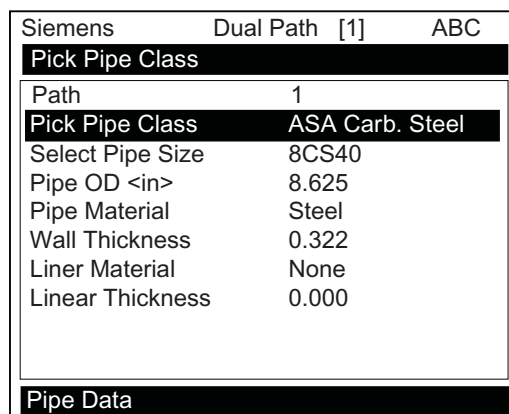 Siemens Dual Path [1] ABC
Pick Pipe Class
Path 1
Pick Pipe Class ASA Carb. Steel
Select Pipe Size 8CS40
Pipe OD <in> 8.625
Pipe Material Steel
Wall Thickness 0.322
Liner Material None
Linear Thickness 0.000
Pipe Data